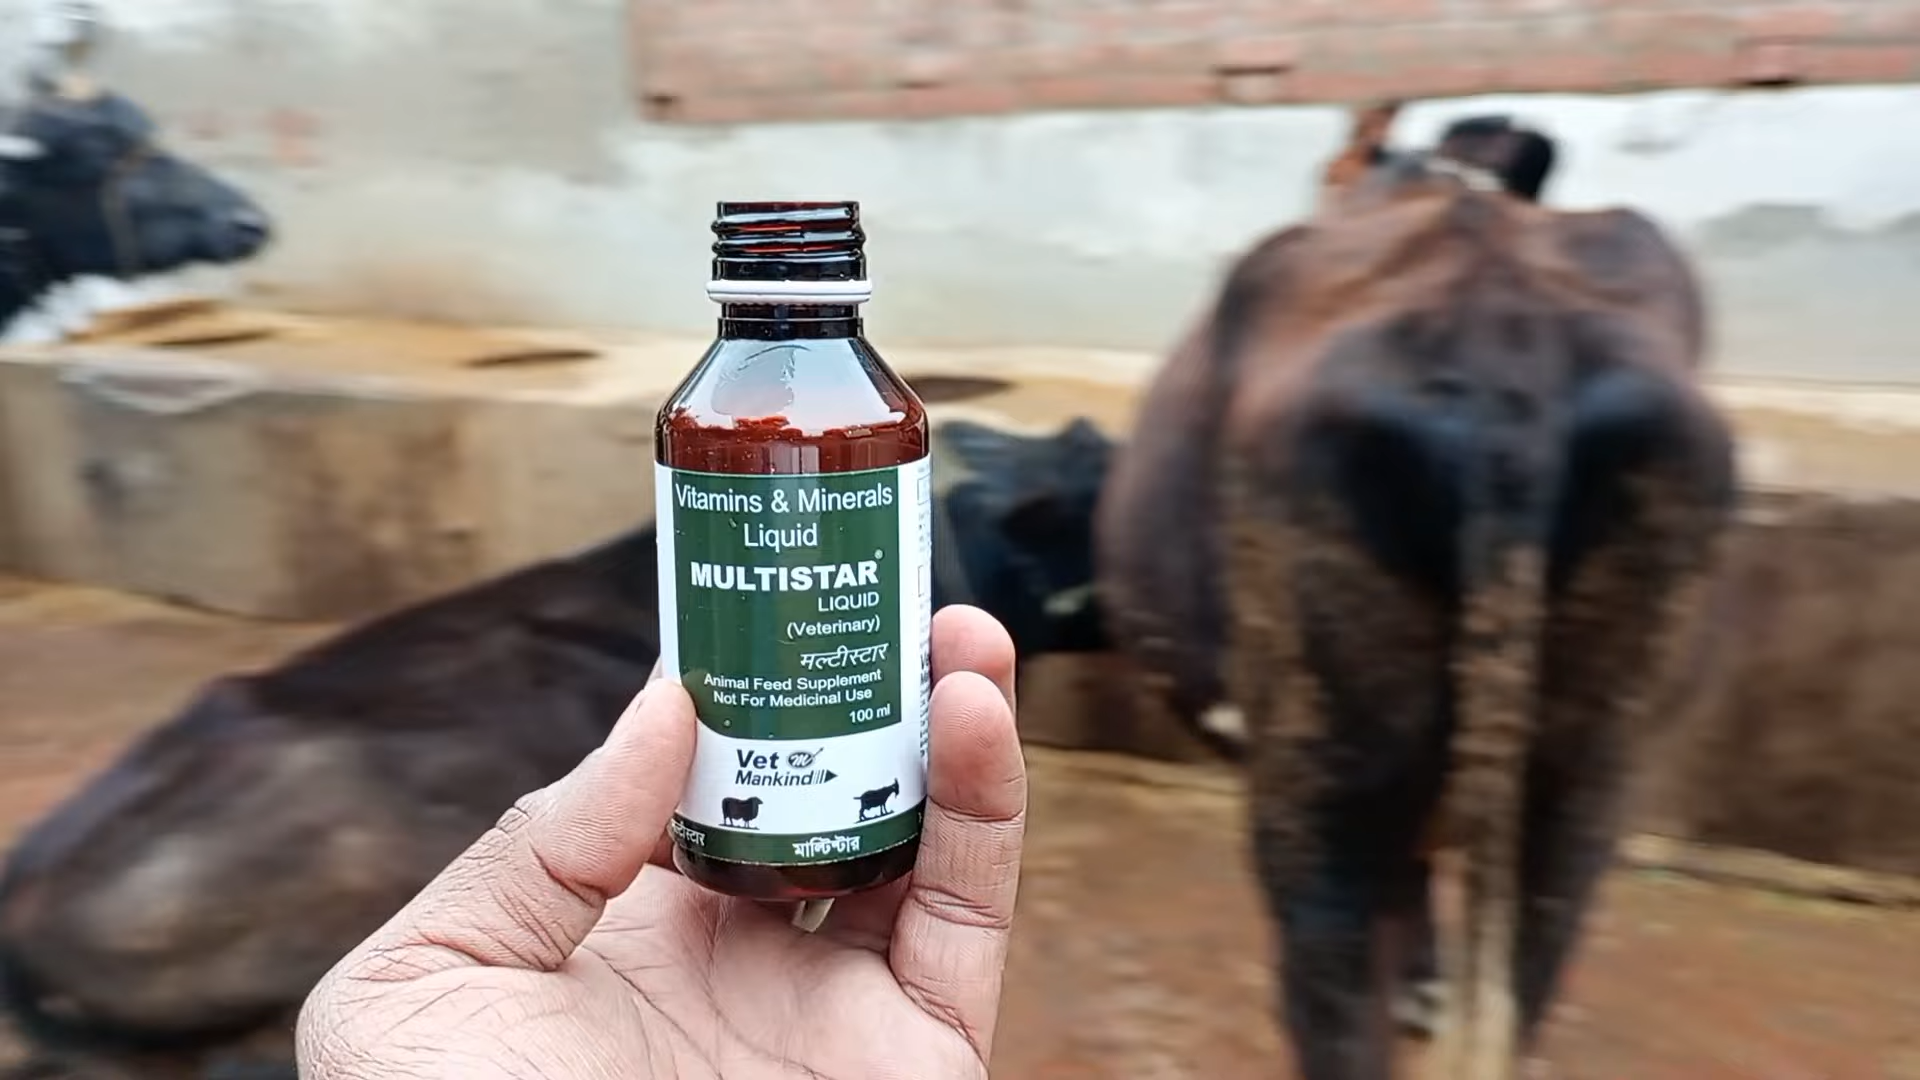 Vitamins & Minerals
Liquid
MULTISTAR®
LIQUID
(Veterinary)
मल्टीस्टार
Animal Feed Supplement
Not For Medicinal Use
100 ml
Vet
Mankind
মাল্টিস্টার